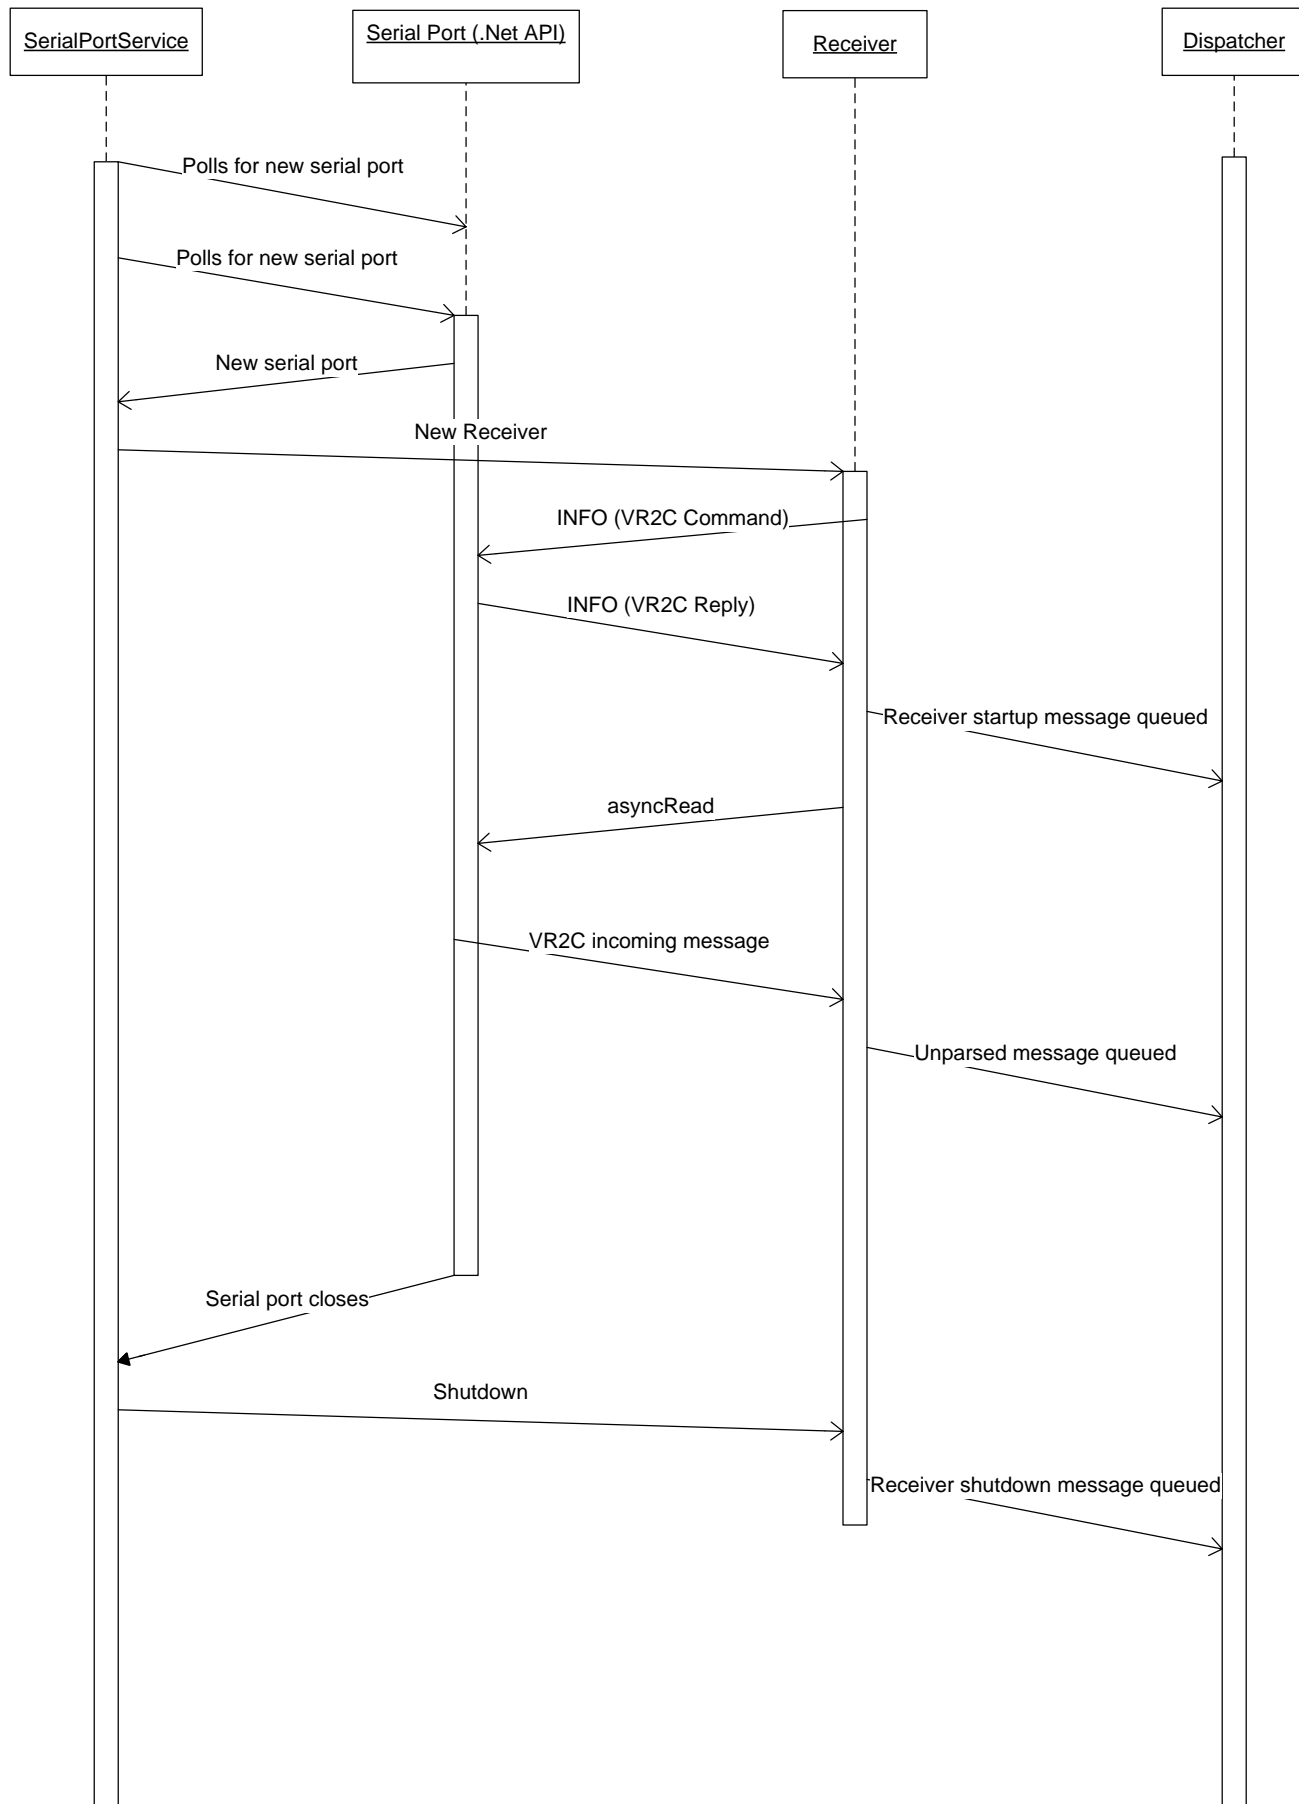 SerialPortService
Serial Port (.Net API)
Receiver
Dispatcher
Polls for new serial port
Polls for new serial port
New serial port
New Receiver
INFO (VR2C Command)
INFO (VR2C Reply)
Receiver startup message queued
asyncRead
VR2C incoming message
Unparsed message queued
Serial port closes
Shutdown
Receiver shutdown message queued